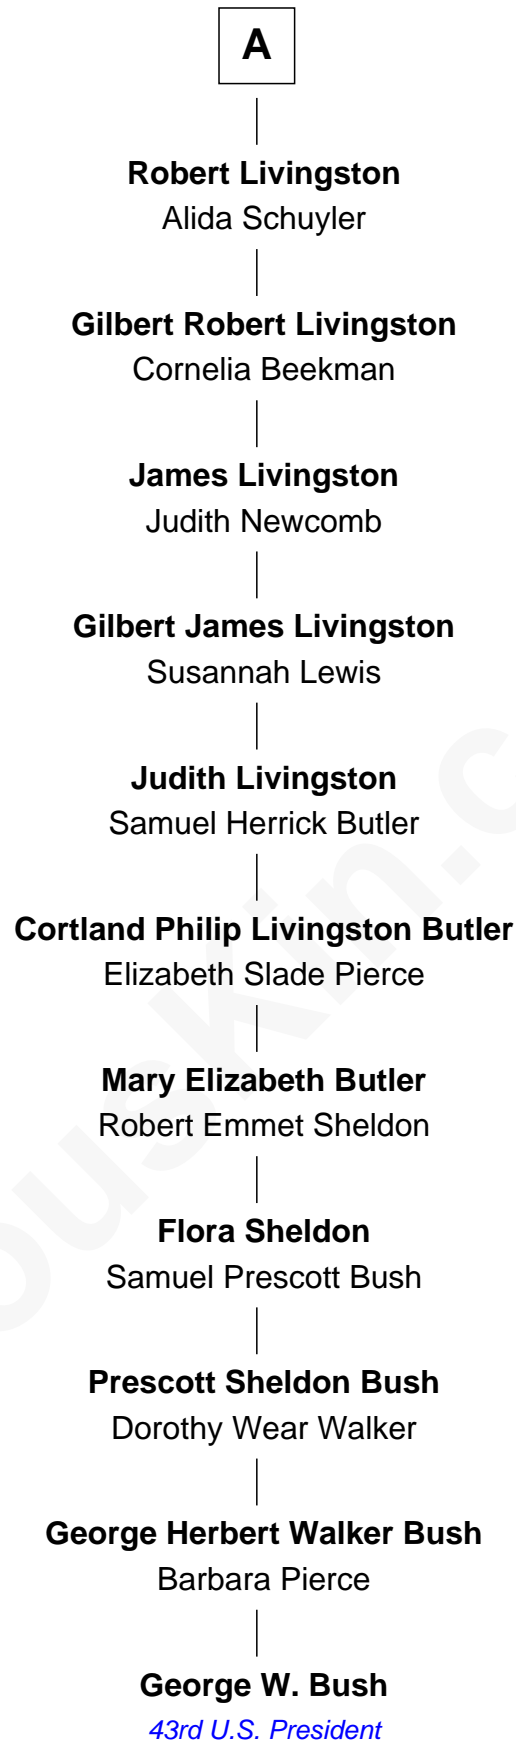 A
Robert Livingston
Alida Schuyler
Gilbert Robert Livingston
Cornelia Beekman
James Livingston
Judith Newcomb
Gilbert James Livingston
Susannah Lewis
Judith Livingston
Samuel Herrick Butler
Cortland Philip Livingston Butler
Elizabeth Slade Pierce
Mary Elizabeth Butler
Robert Emmet Sheldon
Flora Sheldon
Samuel Prescott Bush
Prescott Sheldon Bush
Dorothy Wear Walker
George Herbert Walker Bush
Barbara Pierce
George W. Bush
43rd U.S. President